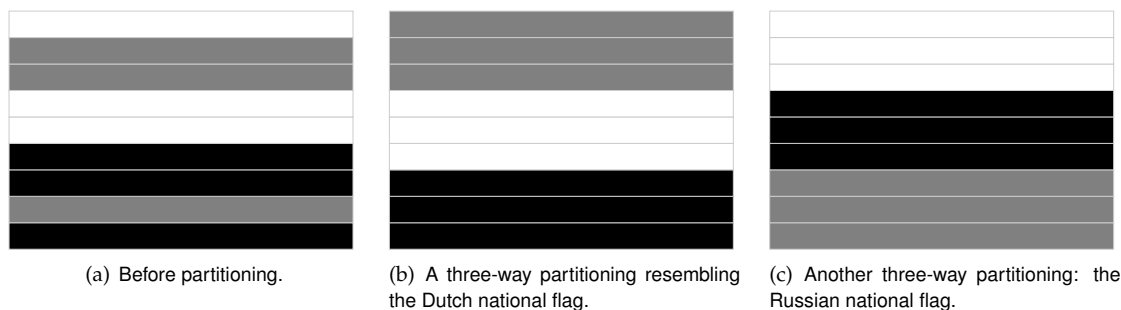 (a) Before partitioning.
(b) A three-way partitioning resembling
the Dutch national flag.
(c) Another three-way partitioning: the
Russian national flag.